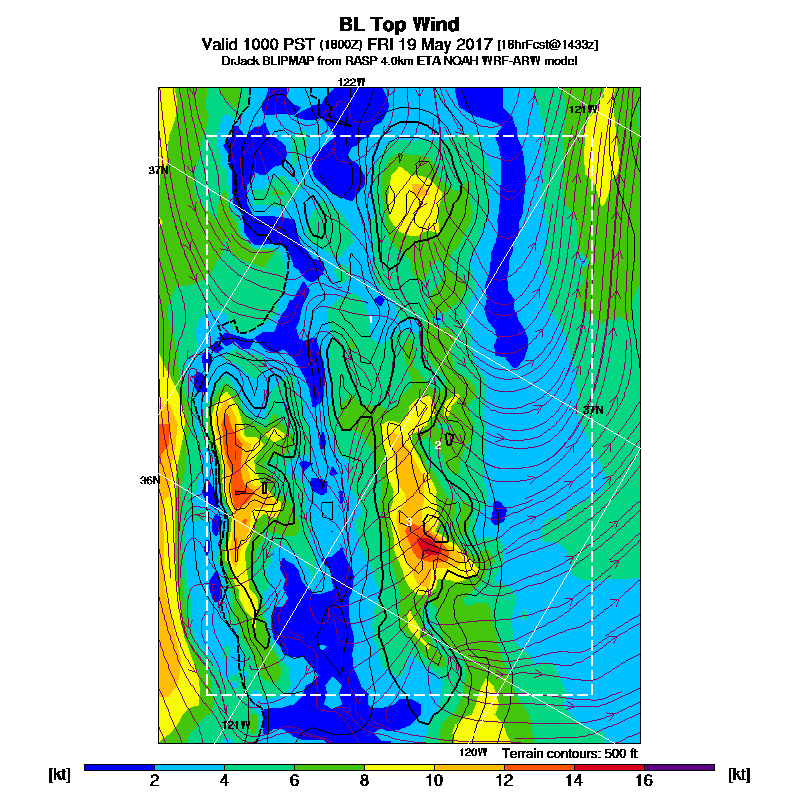 BL Top Wind
Valid 1000 PST (1800Z) FRI 19 May 2017 [18hrFcst@1433z]
DrJack BLIPMAP from RASP 4.0km ETA NOAH WRF-ARW model
122W
121W
37N
1
37N
2
36N
3
121W
120W
Terrain contours: 500 ft
[kt] 2 4 6 8 10 12 14 16 [kt]